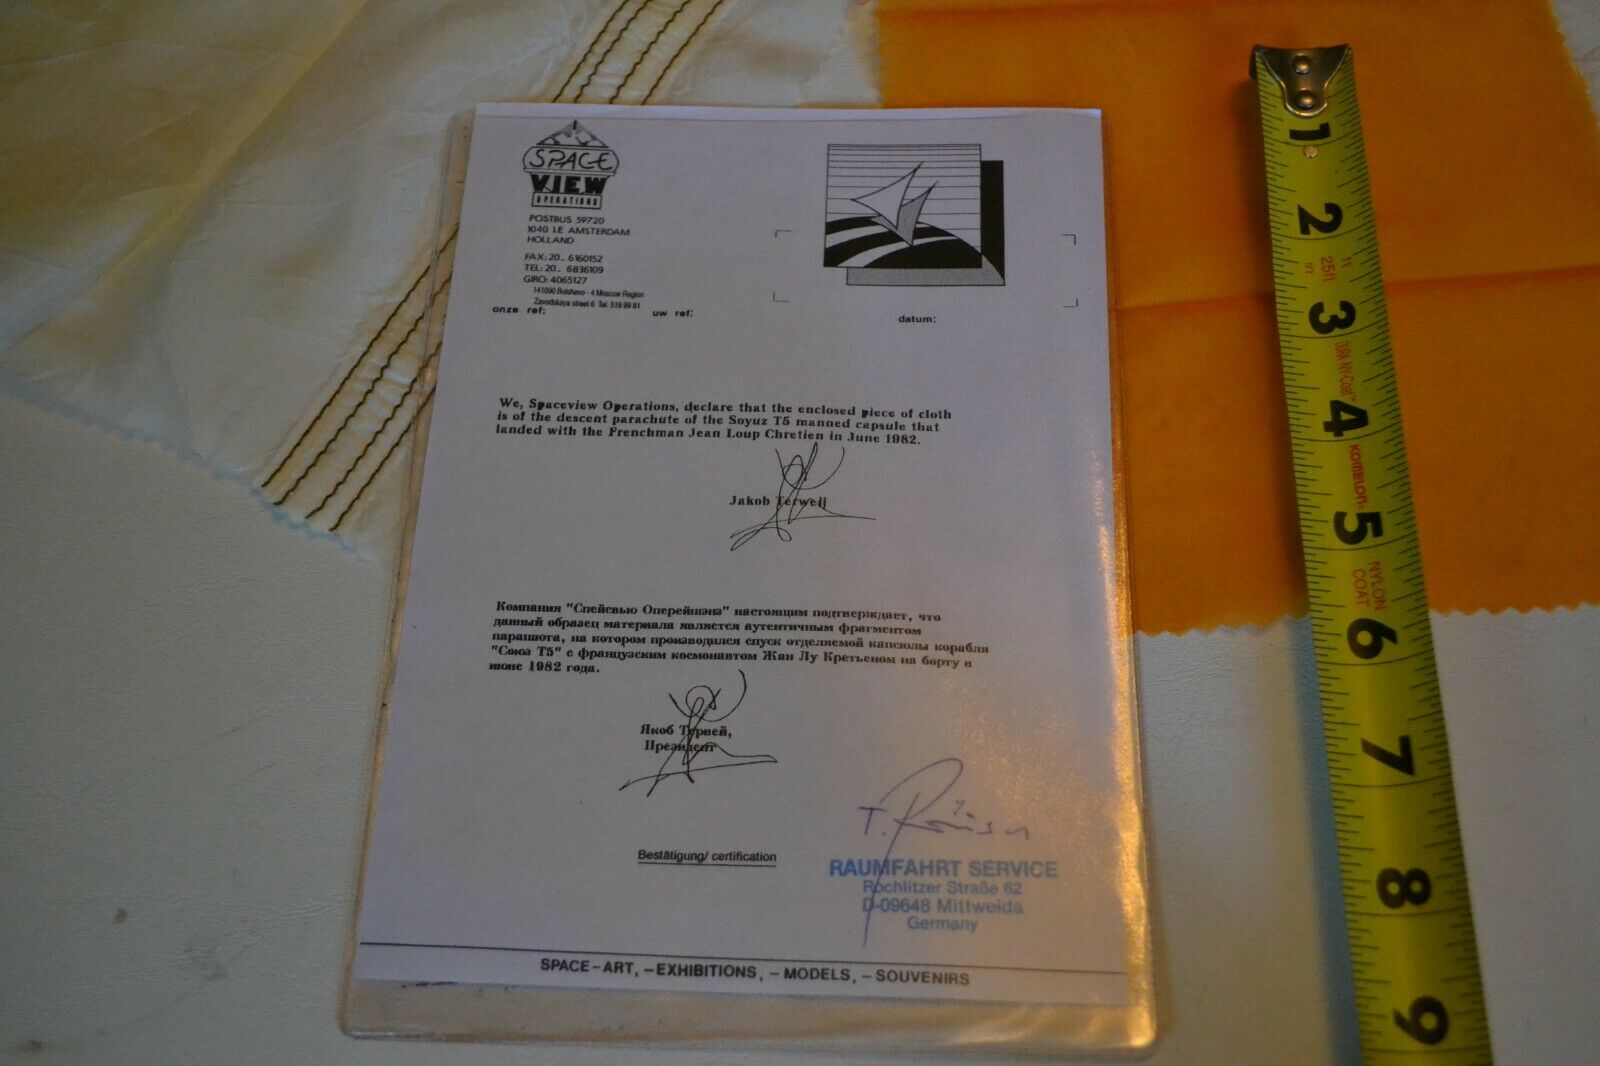 SPACE
VIEW
OPERATIONS
POSTBUS 59720
1040 LE AMSTERDAM
HOLLAND
FAX: 20_ 6160152
TEL: 20_ 6836109
GIRO: 4065127
141090 Bolshevo - 4 Moscow Region
Zavodskaya street 6 Tel. 519 99 81
onze ref: uw ref: datum:
We, Spaceview Operations, declare that the enclosed piece of cloth
is of the descent parachute of the Soyuz T5 manned capsule that
landed with the Frenchman Jean Loup Chretien in June 1982.
Jakob Terweij
Компания "Спейсвью Оперейшнз" настоящим подтверждает, что
данный образец материала является аутентичным фрагментом
парашюта, на котором производился спуск отделяемой капсулы корабля
"Союз Т5" с французским космонавтом Жан Лу Кретьеном на борту в
июне 1982 года.
Якоб Тервей,
Президент
Bestätigung/ certification
RAUMFAHRT SERVICE
Rochlitzer Straße 62
D-09648 Mittweida
Germany
SPACE-ART, -EXHIBITIONS, - MODELS, - SOUVENIRS
1
2
ft
25ft
in
3
4
KOMELON
5
NYLON
COAT
6
7
8
9